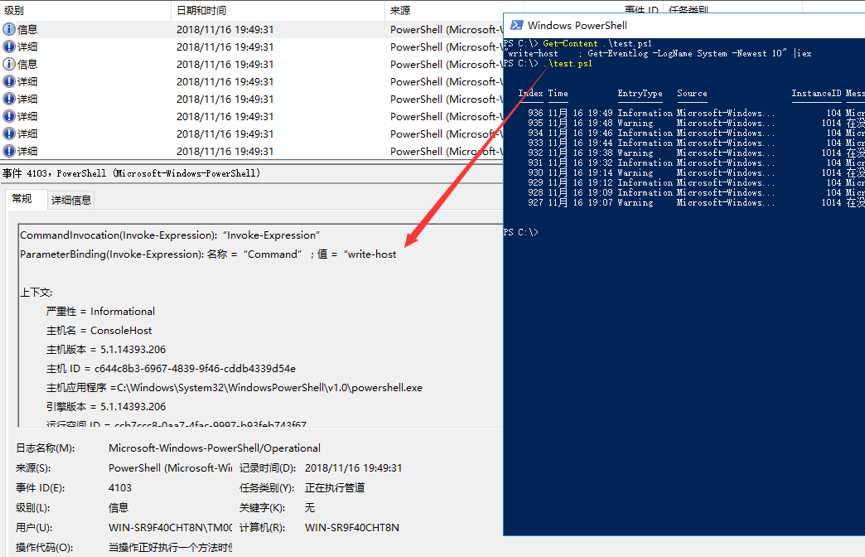 级别 日期和时间 来源 事件 ID 任务类别
信息 2018/11/16 19:49:31 PowerShell (Microsoft-V
详细 2018/11/16 19:49:31 PowerShell (Microsoft-V
信息 2018/11/16 19:49:31 PowerShell (Microsoft-V
详细 2018/11/16 19:49:31 PowerShell (Microsoft-V
详细 2018/11/16 19:49:31 PowerShell (Microsoft-V
详细 2018/11/16 19:49:31 PowerShell (Microsoft-V
详细 2018/11/16 19:49:31 PowerShell (Microsoft-V
详细 2018/11/16 19:49:31 PowerShell (Microsoft-V
事件 4103，PowerShell (Microsoft-Windows-PowerShell)
常规 详细信息
CommandInvocation(Invoke-Expression): “Invoke-Expression”
ParameterBinding(Invoke-Expression): 名称 = “Command” ; 值 = “write-host
上下文:
严重性 = Informational
主机名 = ConsoleHost
主机版本 = 5.1.14393.206
主机 ID = c644c8b3-6967-4839-9f46-cddb4339d54e
主机应用程序 =C:\Windows\System32\WindowsPowerShell\v1.0\powershell.exe
引擎版本 = 5.1.14393.206
运行空间 ID = ccb7ccc8-0aa7-4fac-9997-b93feb743f67
日志名称(M): Microsoft-Windows-PowerShell/Operational
来源(S): PowerShell (Microsoft-Wi 记录时间(D): 2018/11/16 19:49:31
事件 ID(E): 4103 任务类别(Y): 正在执行管道
级别(L): 信息 关键字(K): 无
用户(U): WIN-SR9F40CHT8N\TM00 计算机(R): WIN-SR9F40CHT8N
操作代码(O): 当操作正好执行一个方法时
Windows PowerShell
PS C:\> Get-Content .\test.ps1
"write-host    ; Get-Eventlog -LogName System -Newest 10" |iex
PS C:\> .\test.ps1
Index Time EntryType Source InstanceID Mess
936 11月 16 19:49 Information Microsoft-Windows... 104 Micr
935 11月 16 19:48 Warning Microsoft-Windows... 1014 在没
934 11月 16 19:46 Information Microsoft-Windows... 104 Micr
933 11月 16 19:44 Information Microsoft-Windows... 104 Micr
932 11月 16 19:38 Warning Microsoft-Windows... 1014 在没
931 11月 16 19:32 Information Microsoft-Windows... 104 Micr
930 11月 16 19:14 Warning Microsoft-Windows... 1014 在没
929 11月 16 19:12 Information Microsoft-Windows... 104 Micr
928 11月 16 19:09 Information Microsoft-Windows... 104 Micr
927 11月 16 19:07 Warning Microsoft-Windows... 1014 在没
PS C:\>